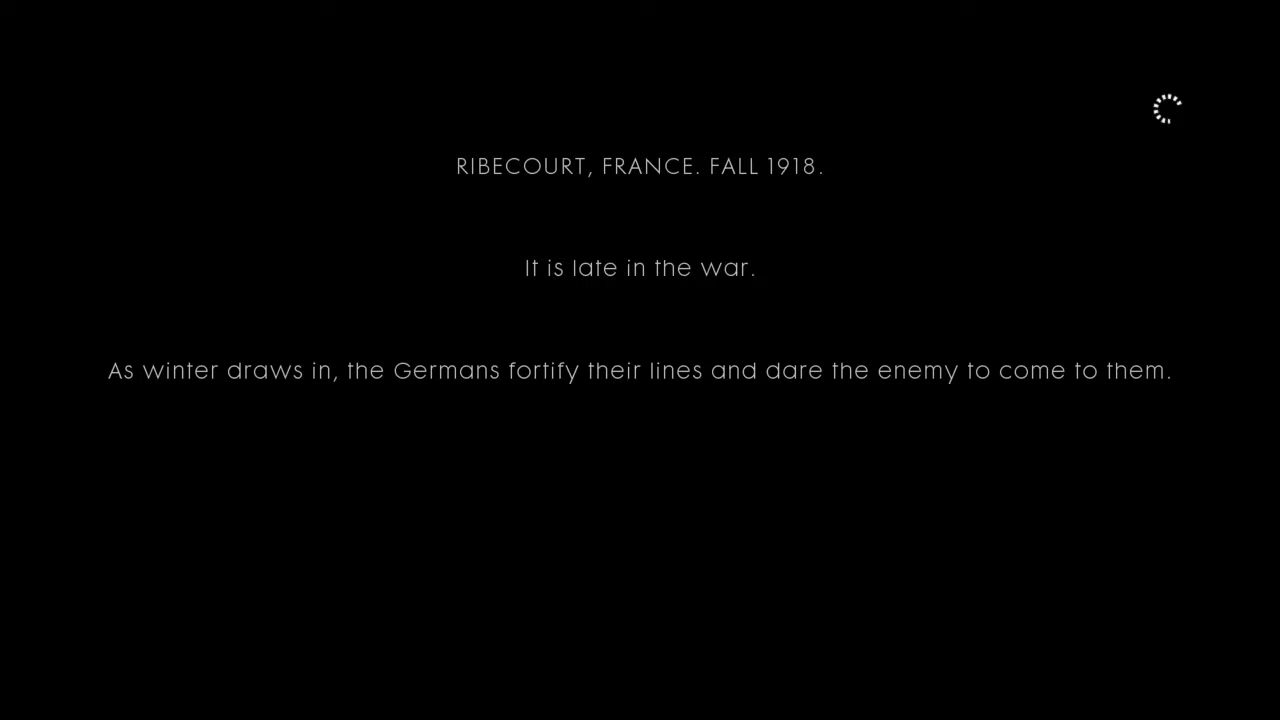 RIBECOURT, FRANCE. FALL 1918.
It is late in the war.
As winter draws in, the Germans fortify their lines and dare the enemy to come to them.